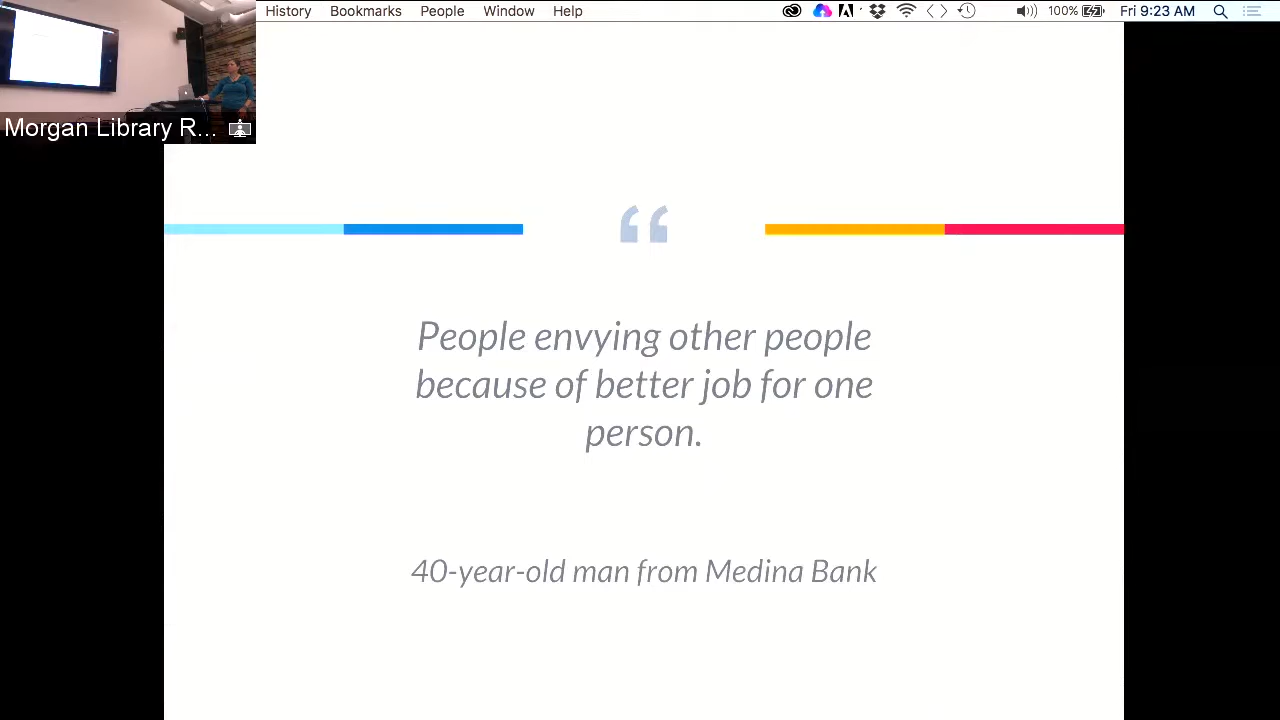 History Bookmarks People Window Help 100% Fri 9:23 AM
Morgan Library R...
“
People envying other people
because of better job for one
person.
40-year-old man from Medina Bank